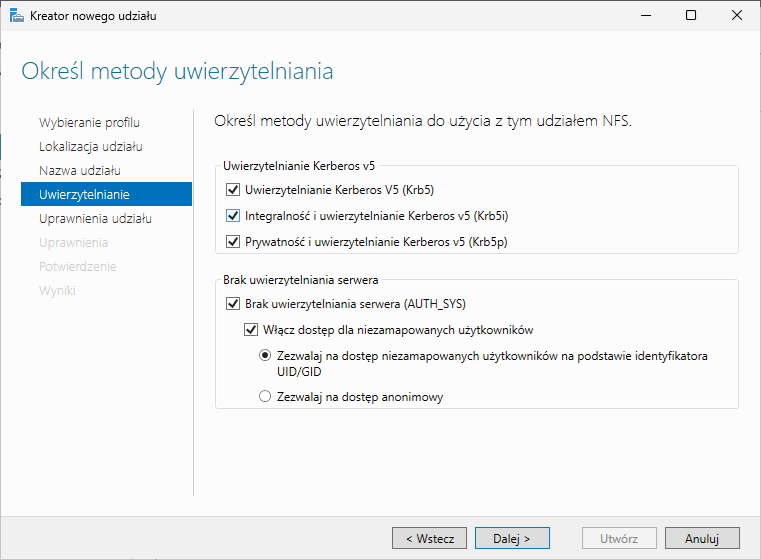 Kreator nowego udziału
Określ metody uwierzytelniania
Wybieranie profilu
Lokalizacja udziału
Nazwa udziału
Uwierzytelnianie
Uprawnienia udziału
Uprawnienia
Potwierdzenie
Wyniki
Określ metody uwierzytelniania do użycia z tym udziałem NFS.
Uwierzytelnianie Kerberos v5
Uwierzytelnianie Kerberos V5 (Krb5)
Integralność i uwierzytelnianie Kerberos v5 (Krb5i)
Prywatność i uwierzytelnianie Kerberos v5 (Krb5p)
Brak uwierzytelniania serwera
Brak uwierzytelniania serwera (AUTH_SYS)
Włącz dostęp dla niezamapowanych użytkowników
Zezwalaj na dostęp niezamapowanych użytkowników na podstawie identyfikatora
UID/GID
Zezwalaj na dostęp anonimowy
< Wstecz
Dalej >
Utwórz
Anuluj